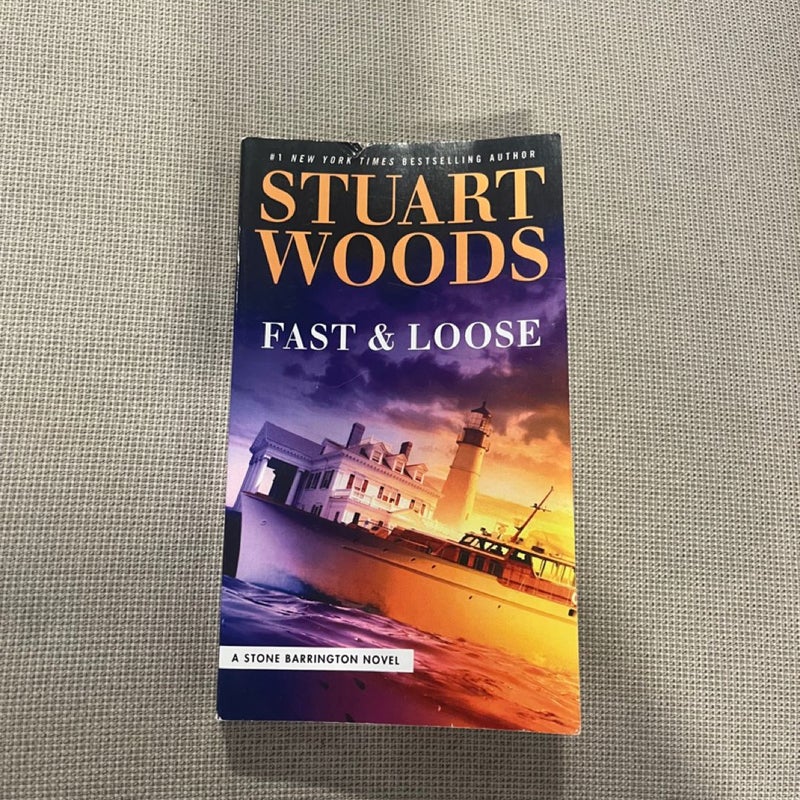 #1 NEW YORK TIMES BESTSELLING AUTHOR
STUART
WOODS
FAST & LOOSE
A STONE BARRINGTON NOVEL